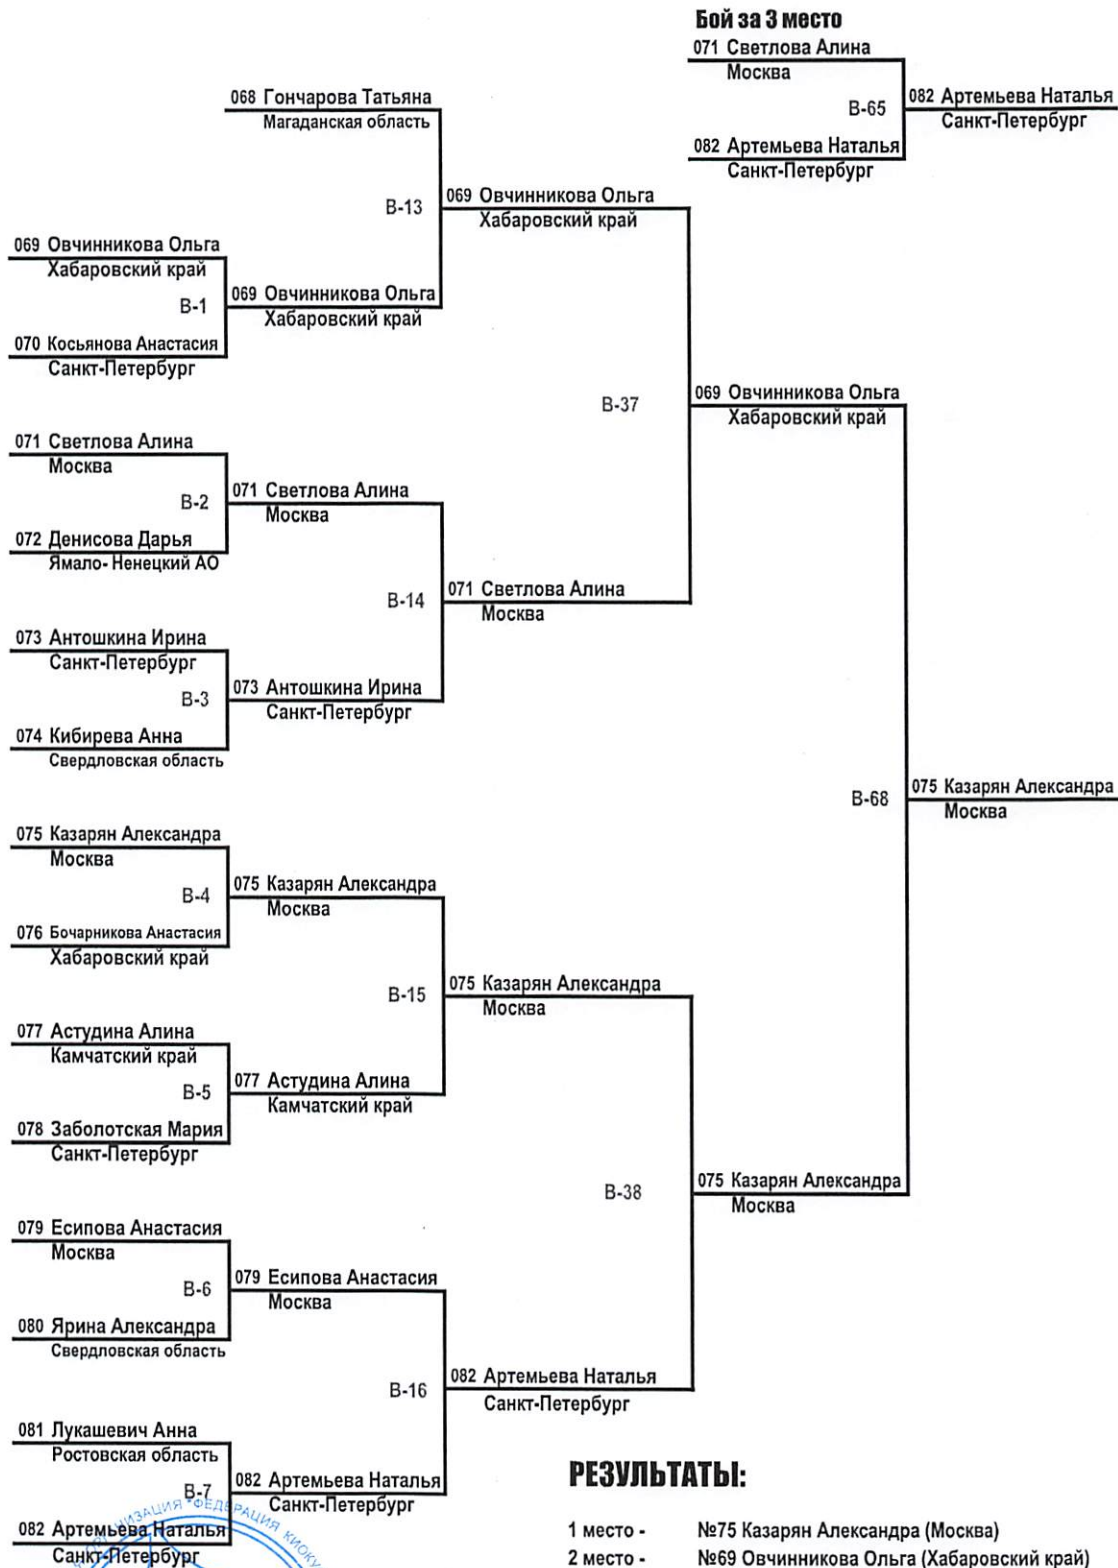 Бой за 3 место
071 Светлова Алина
Москва
В-65
082 Артемьева Наталья
Санкт-Петербург
082 Артемьева Наталья
Санкт-Петербург
068 Гончарова Татьяна
Магаданская область
В-13
069 Овчинникова Ольга
Хабаровский край
069 Овчинникова Ольга
Хабаровский край
В-1
069 Овчинникова Ольга
Хабаровский край
070 Косьянова Анастасия
Санкт-Петербург
В-37
069 Овчинникова Ольга
Хабаровский край
071 Светлова Алина
Москва
В-2
071 Светлова Алина
Москва
072 Денисова Дарья
Ямало- Ненецкий АО
В-14
071 Светлова Алина
Москва
073 Антошкина Ирина
Санкт-Петербург
В-3
073 Антошкина Ирина
Санкт-Петербург
074 Кибирева Анна
Свердловская область
В-68
075 Казарян Александра
Москва
075 Казарян Александра
Москва
В-4
075 Казарян Александра
Москва
076 Бочарникова Анастасия
Хабаровский край
В-15
075 Казарян Александра
Москва
077 Астудина Алина
Камчатский край
В-5
077 Астудина Алина
Камчатский край
078 Заболотская Мария
Санкт-Петербург
В-38
075 Казарян Александра
Москва
079 Есипова Анастасия
Москва
В-6
079 Есипова Анастасия
Москва
080 Ярина Александра
Свердловская область
В-16
082 Артемьева Наталья
Санкт-Петербург
081 Лукашевич Анна
Ростовская область
В-7
082 Артемьева Наталья
Санкт-Петербург
082 Артемьева Наталья
Санкт-Петербург
РЕЗУЛЬТАТЫ:
1 место - №75 Казарян Александра (Москва)
2 место - №69 Овчинникова Ольга (Хабаровский край)
"ФЕДЕРАЦИЯ